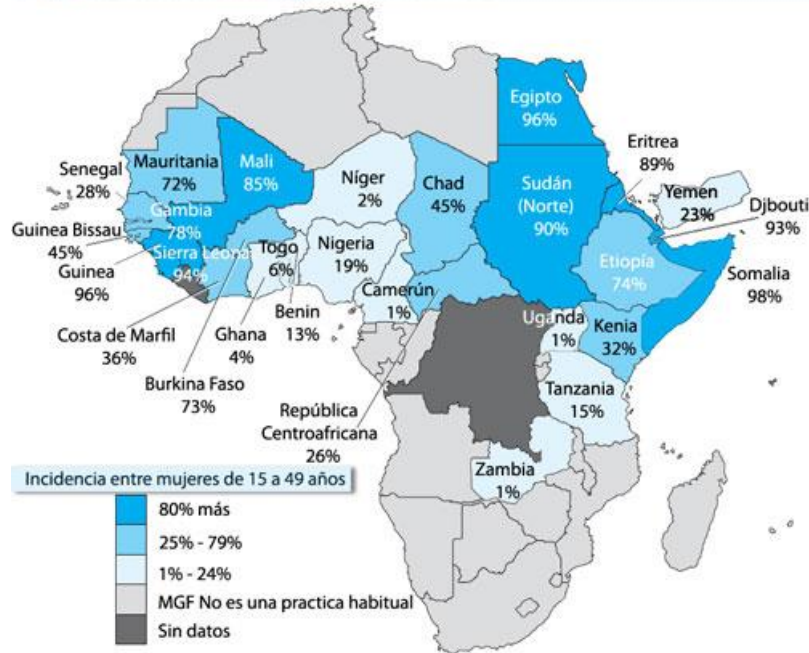 Egipto
96%
Eritrea
89%
Senegal
28%
Mauritania
72%
Mali
85%
Níger
2%
Chad
45%
Sudán
(Norte)
90%
Yemen
23%
Djibouti
93%
Gambia
78%
Guinea Bissau
45%
Sierra Leona
94%
Togo
6%
Nigeria
19%
Etiopía
74%
Guinea
96%
Somalia
98%
Camerún
1%
Benin
13%
Uganda
1%
Kenia
32%
Costa de Marfil
36%
Ghana
4%
Burkina Faso
73%
Tanzania
15%
República
Centroafricana
26%
Zambia
1%
Incidencia entre mujeres de 15 a 49 años
80% más
25% - 79%
1% - 24%
MGF No es una practica habitual
Sin datos